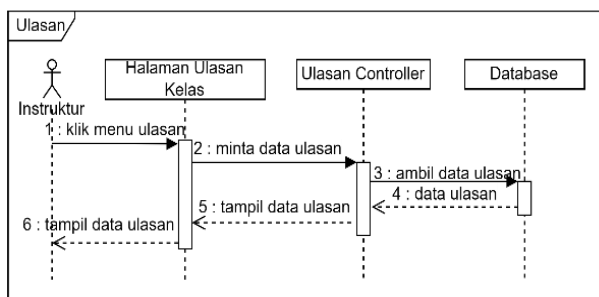 Ulasan
Halaman Ulasan
Kelas
Ulasan Controller
Database
Instruktur
1 : klik menu ulasan
2 : minta data ulasan
3 : ambil data ulasan
4 : data ulasan
5 : tampil data ulasan
6 : tampil data ulasan